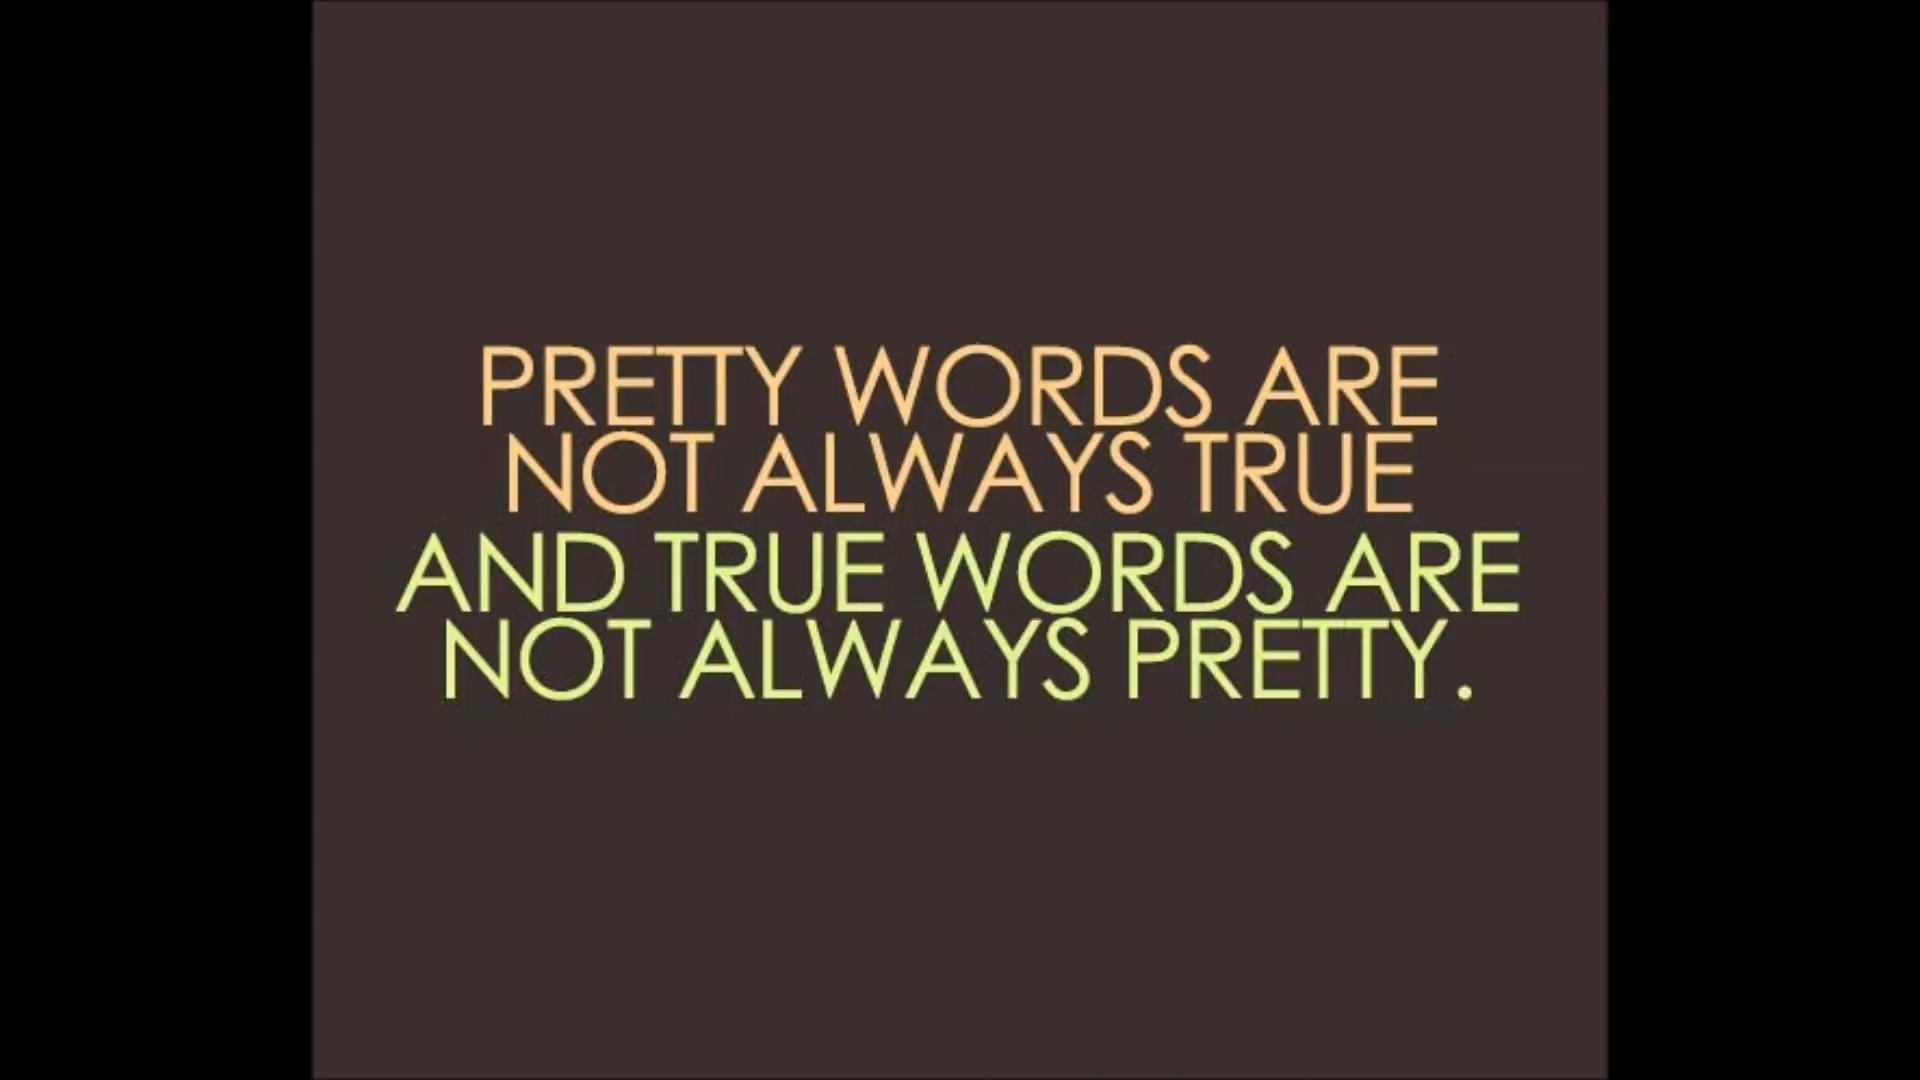 PRETTY WORDS ARE
NOT ALWAYS TRUE
AND TRUE WORDS ARE
NOT ALWAYS PRETTY.